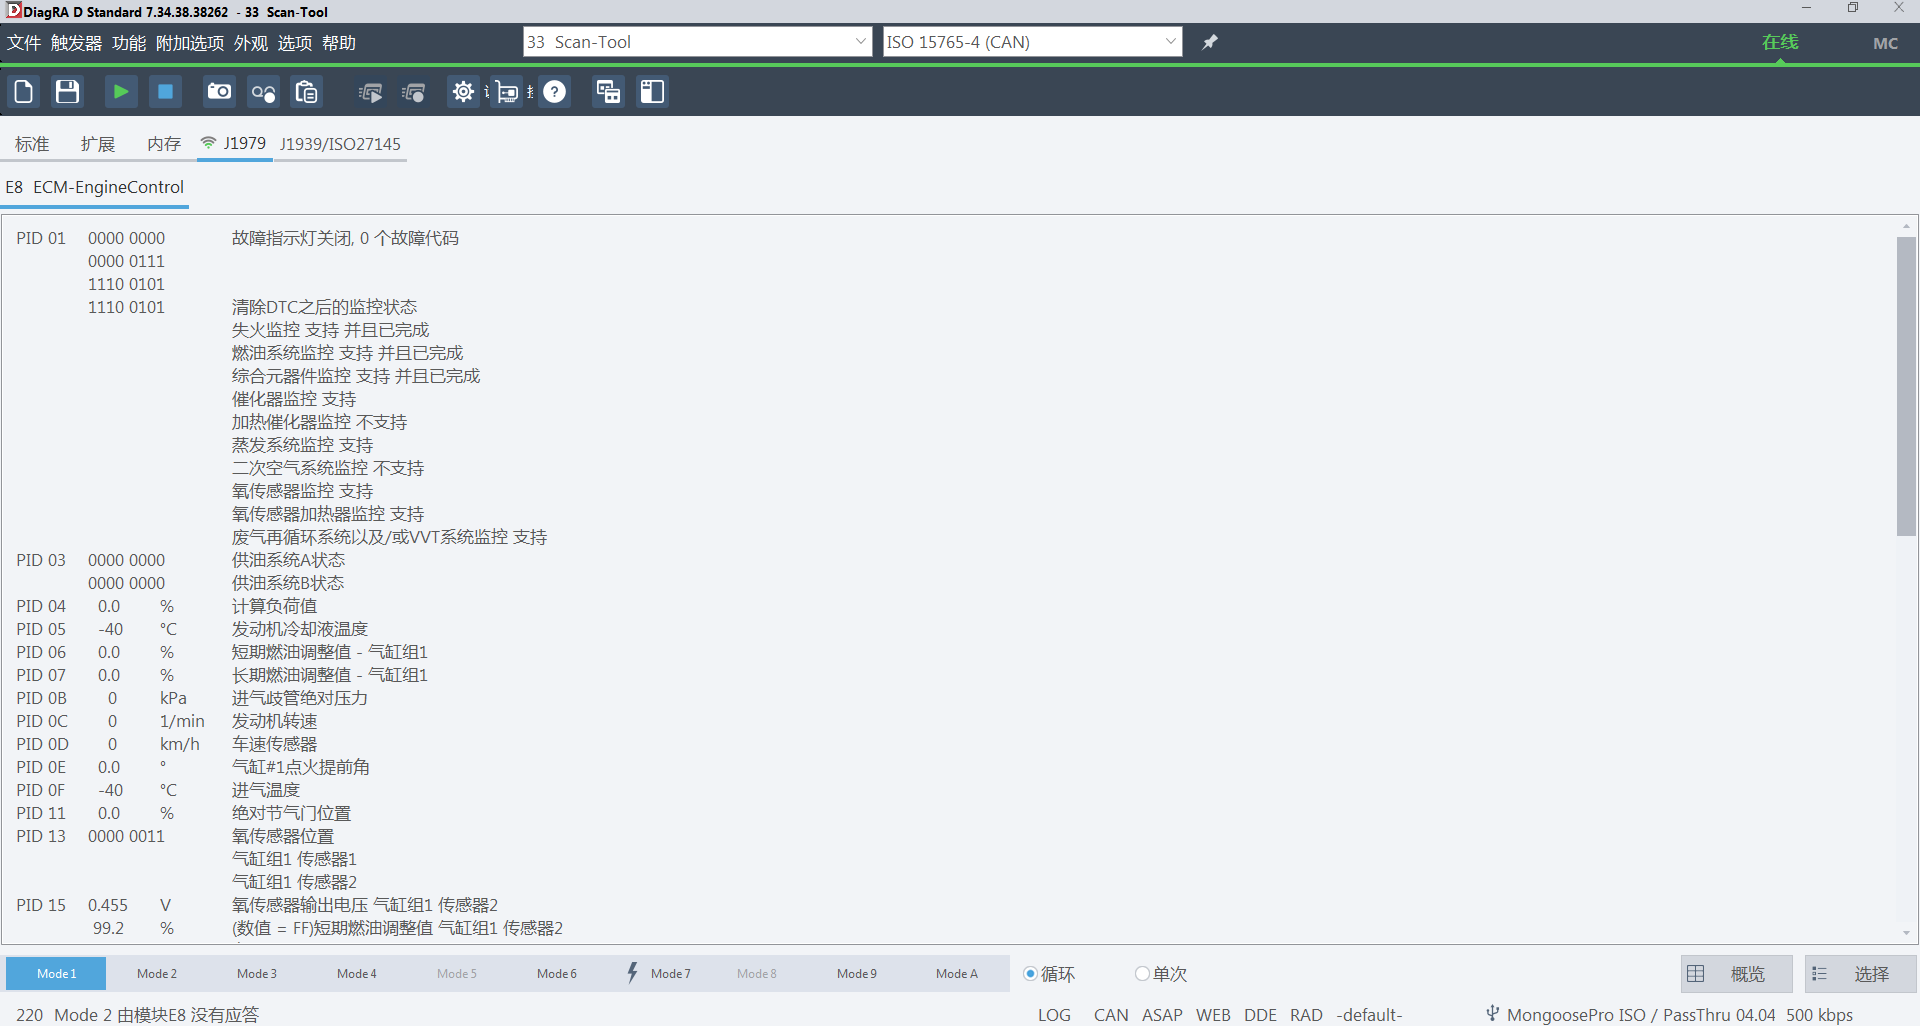 DiagRA D Standard 7.34.38.38262 - 33 Scan-Tool
文件 触发器 功能 附加选项 外观 选项 帮助 33 Scan-Tool ISO 15765-4 (CAN) 在线 MC
标准 扩展 内存 J1979 J1939/ISO27145
E8 ECM-EngineControl
PID 01 0000 0000 故障指示灯关闭, 0 个故障代码
0000 0111
1110 0101
1110 0101 清除DTC之后的监控状态
失火监控 支持 并且已完成
燃油系统监控 支持 并且已完成
综合元器件监控 支持 并且已完成
催化器监控 支持
加热催化器监控 不支持
蒸发系统监控 支持
二次空气系统监控 不支持
氧传感器监控 支持
氧传感器加热器监控 支持
废气再循环系统以及/或VVT系统监控 支持
PID 03 0000 0000 供油系统A状态
0000 0000 供油系统B状态
PID 04 0.0 % 计算负荷值
PID 05 -40 °C 发动机冷却液温度
PID 06 0.0 % 短期燃油调整值 - 气缸组1
PID 07 0.0 % 长期燃油调整值 - 气缸组1
PID 0B 0 kPa 进气歧管绝对压力
PID 0C 0 1/min 发动机转速
PID 0D 0 km/h 车速传感器
PID 0E 0.0 ° 气缸#1点火提前角
PID 0F -40 °C 进气温度
PID 11 0.0 % 绝对节气门位置
PID 13 0000 0011 氧传感器位置
气缸组1 传感器1
气缸组1 传感器2
PID 15 0.455 V 氧传感器输出电压 气缸组1 传感器2
99.2 % (数值 = FF)短期燃油调整值 气缸组1 传感器2
Mode 1 Mode 2 Mode 3 Mode 4 Mode 5 Mode 6 Mode 7 Mode 8 Mode 9 Mode A 循环 单次 概览 选择
220 Mode 2 由模块E8 没有应答 LOG CAN ASAP WEB DDE RAD -default- MongoosePro ISO / PassThru 04.04 500 kbps